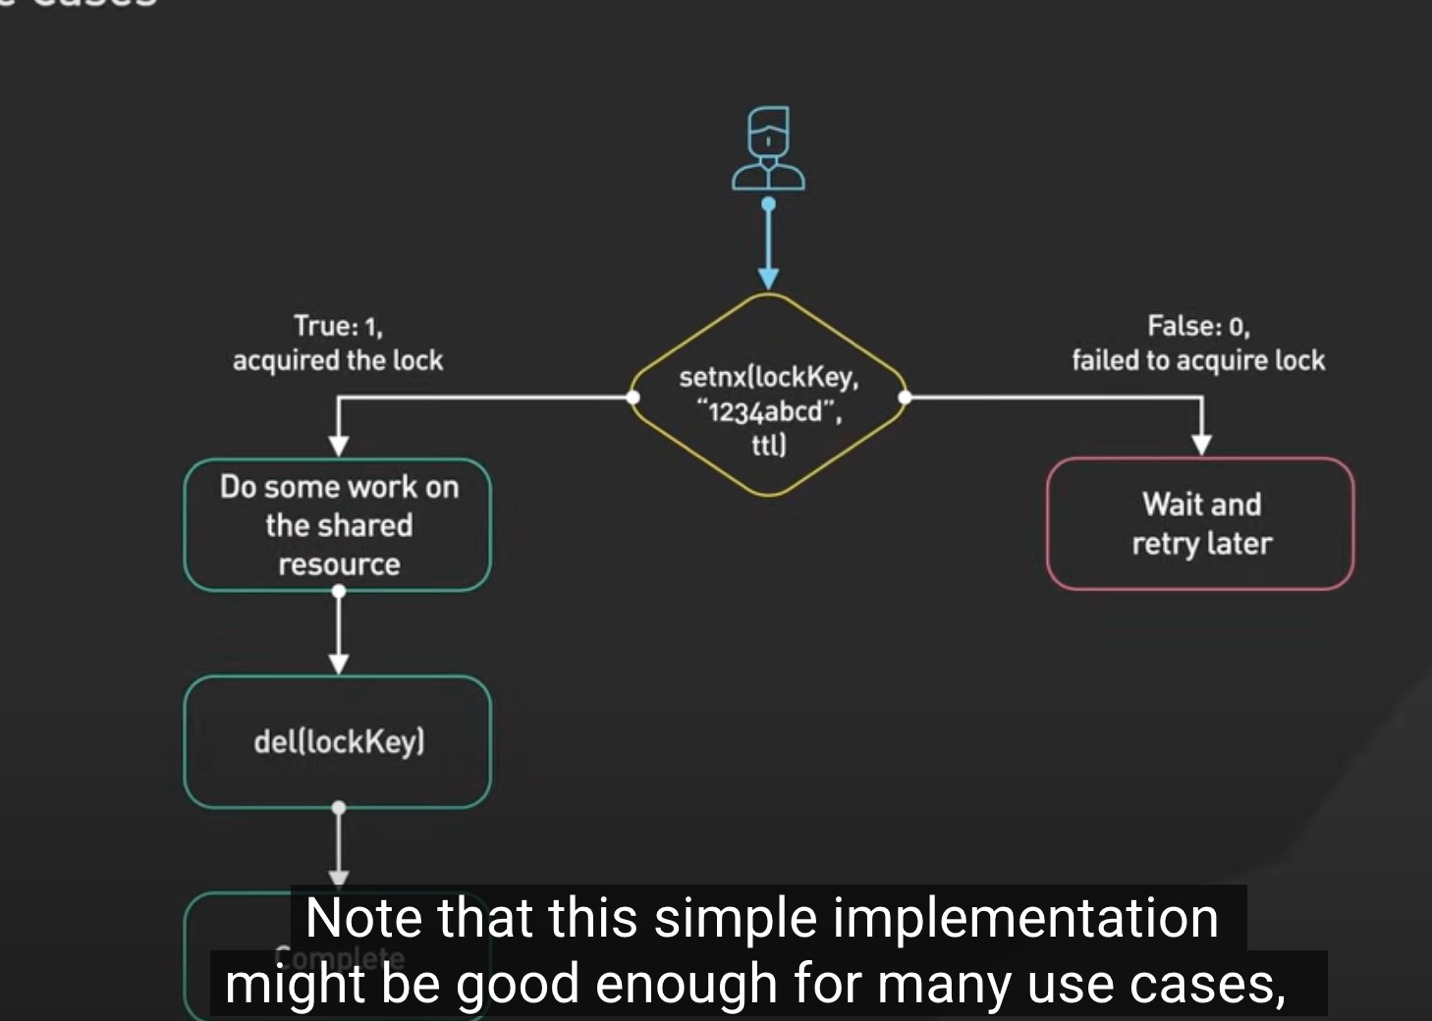 cases
True: 1,
acquired the lock
setnx(lockKey,
“1234abcd”,
ttl)
False: 0,
failed to acquire lock
Do some work on
the shared
resource
Wait and
retry later
del(lockKey)
Complete
Note that this simple implementation
might be good enough for many use cases,